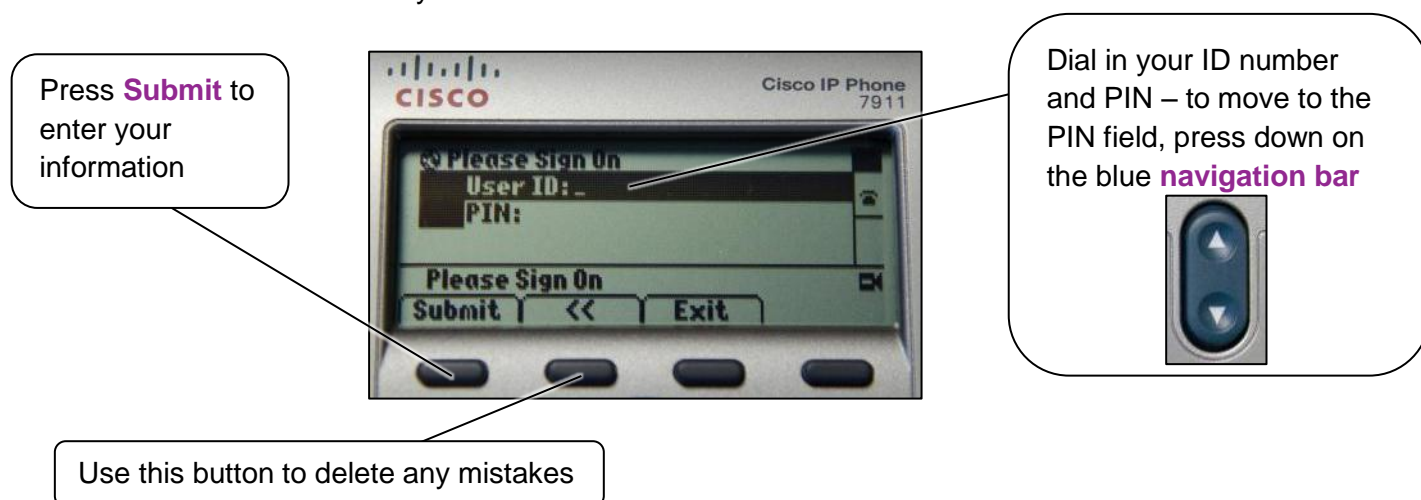 Press Submit to
enter your
information
CISCO
Cisco IP Phone
7911
Please Sign On
User ID:_
PIN:
Please Sign On
Submit
<<
Exit
Dial in your ID number
and PIN – to move to the
PIN field, press down on
the blue navigation bar
Use this button to delete any mistakes